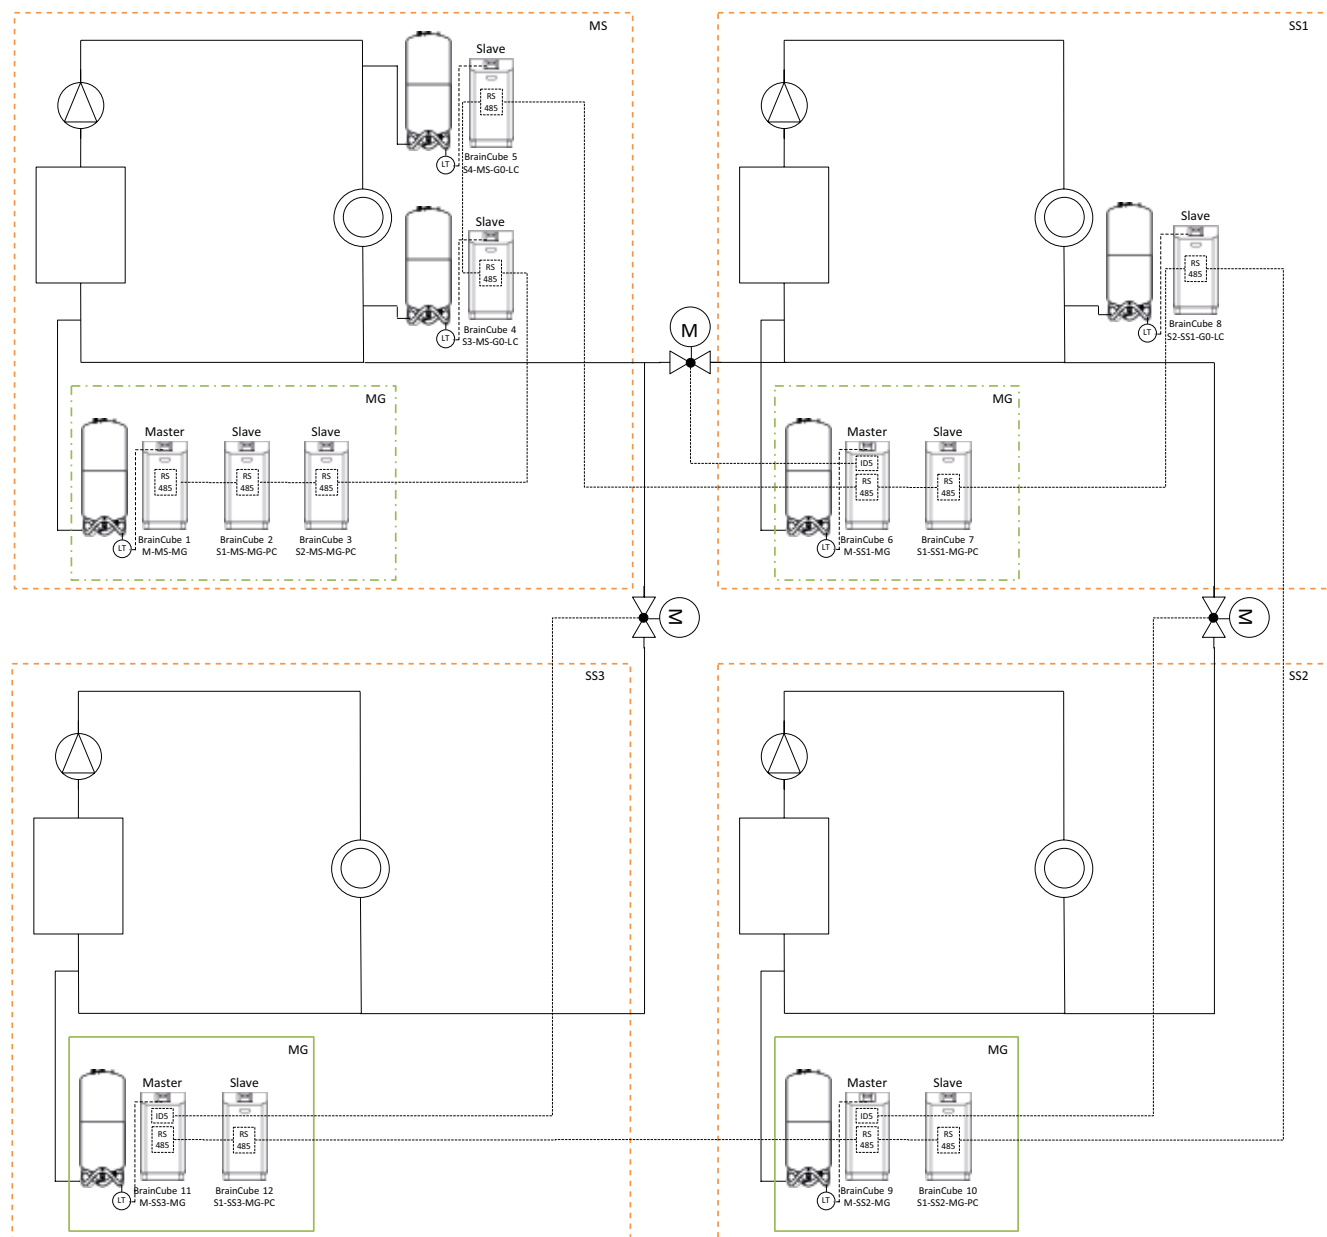 MS
Slave
RS
485
BrainCube 5
S4-MS-G0-LC
LT
Slave
RS
485
BrainCube 4
S3-MS-G0-LC
LT
M
MG
Master
Slave
Slave
RS
485
RS
485
RS
485
BrainCube 1
M-MS-MG
BrainCube 2
S1-MS-MG-PC
BrainCube 3
S2-MS-MG-PC
LT
SS1
Slave
RS
485
BrainCube 8
S2-SS1-G0-LC
LT
MG
Master
Slave
ID5
RS
485
RS
485
BrainCube 6
M-SS1-MG
BrainCube 7
S1-SS1-MG-PC
LT
M
M
SS3
MG
Master
Slave
ID5
RS
485
RS
485
BrainCube 11
M-SS3-MG
BrainCube 12
S1-SS3-MG-PC
LT
SS2
MG
Master
Slave
ID5
RS
485
RS
485
BrainCube 9
M-SS2-MG
BrainCube 10
S1-SS2-MG-PC
LT